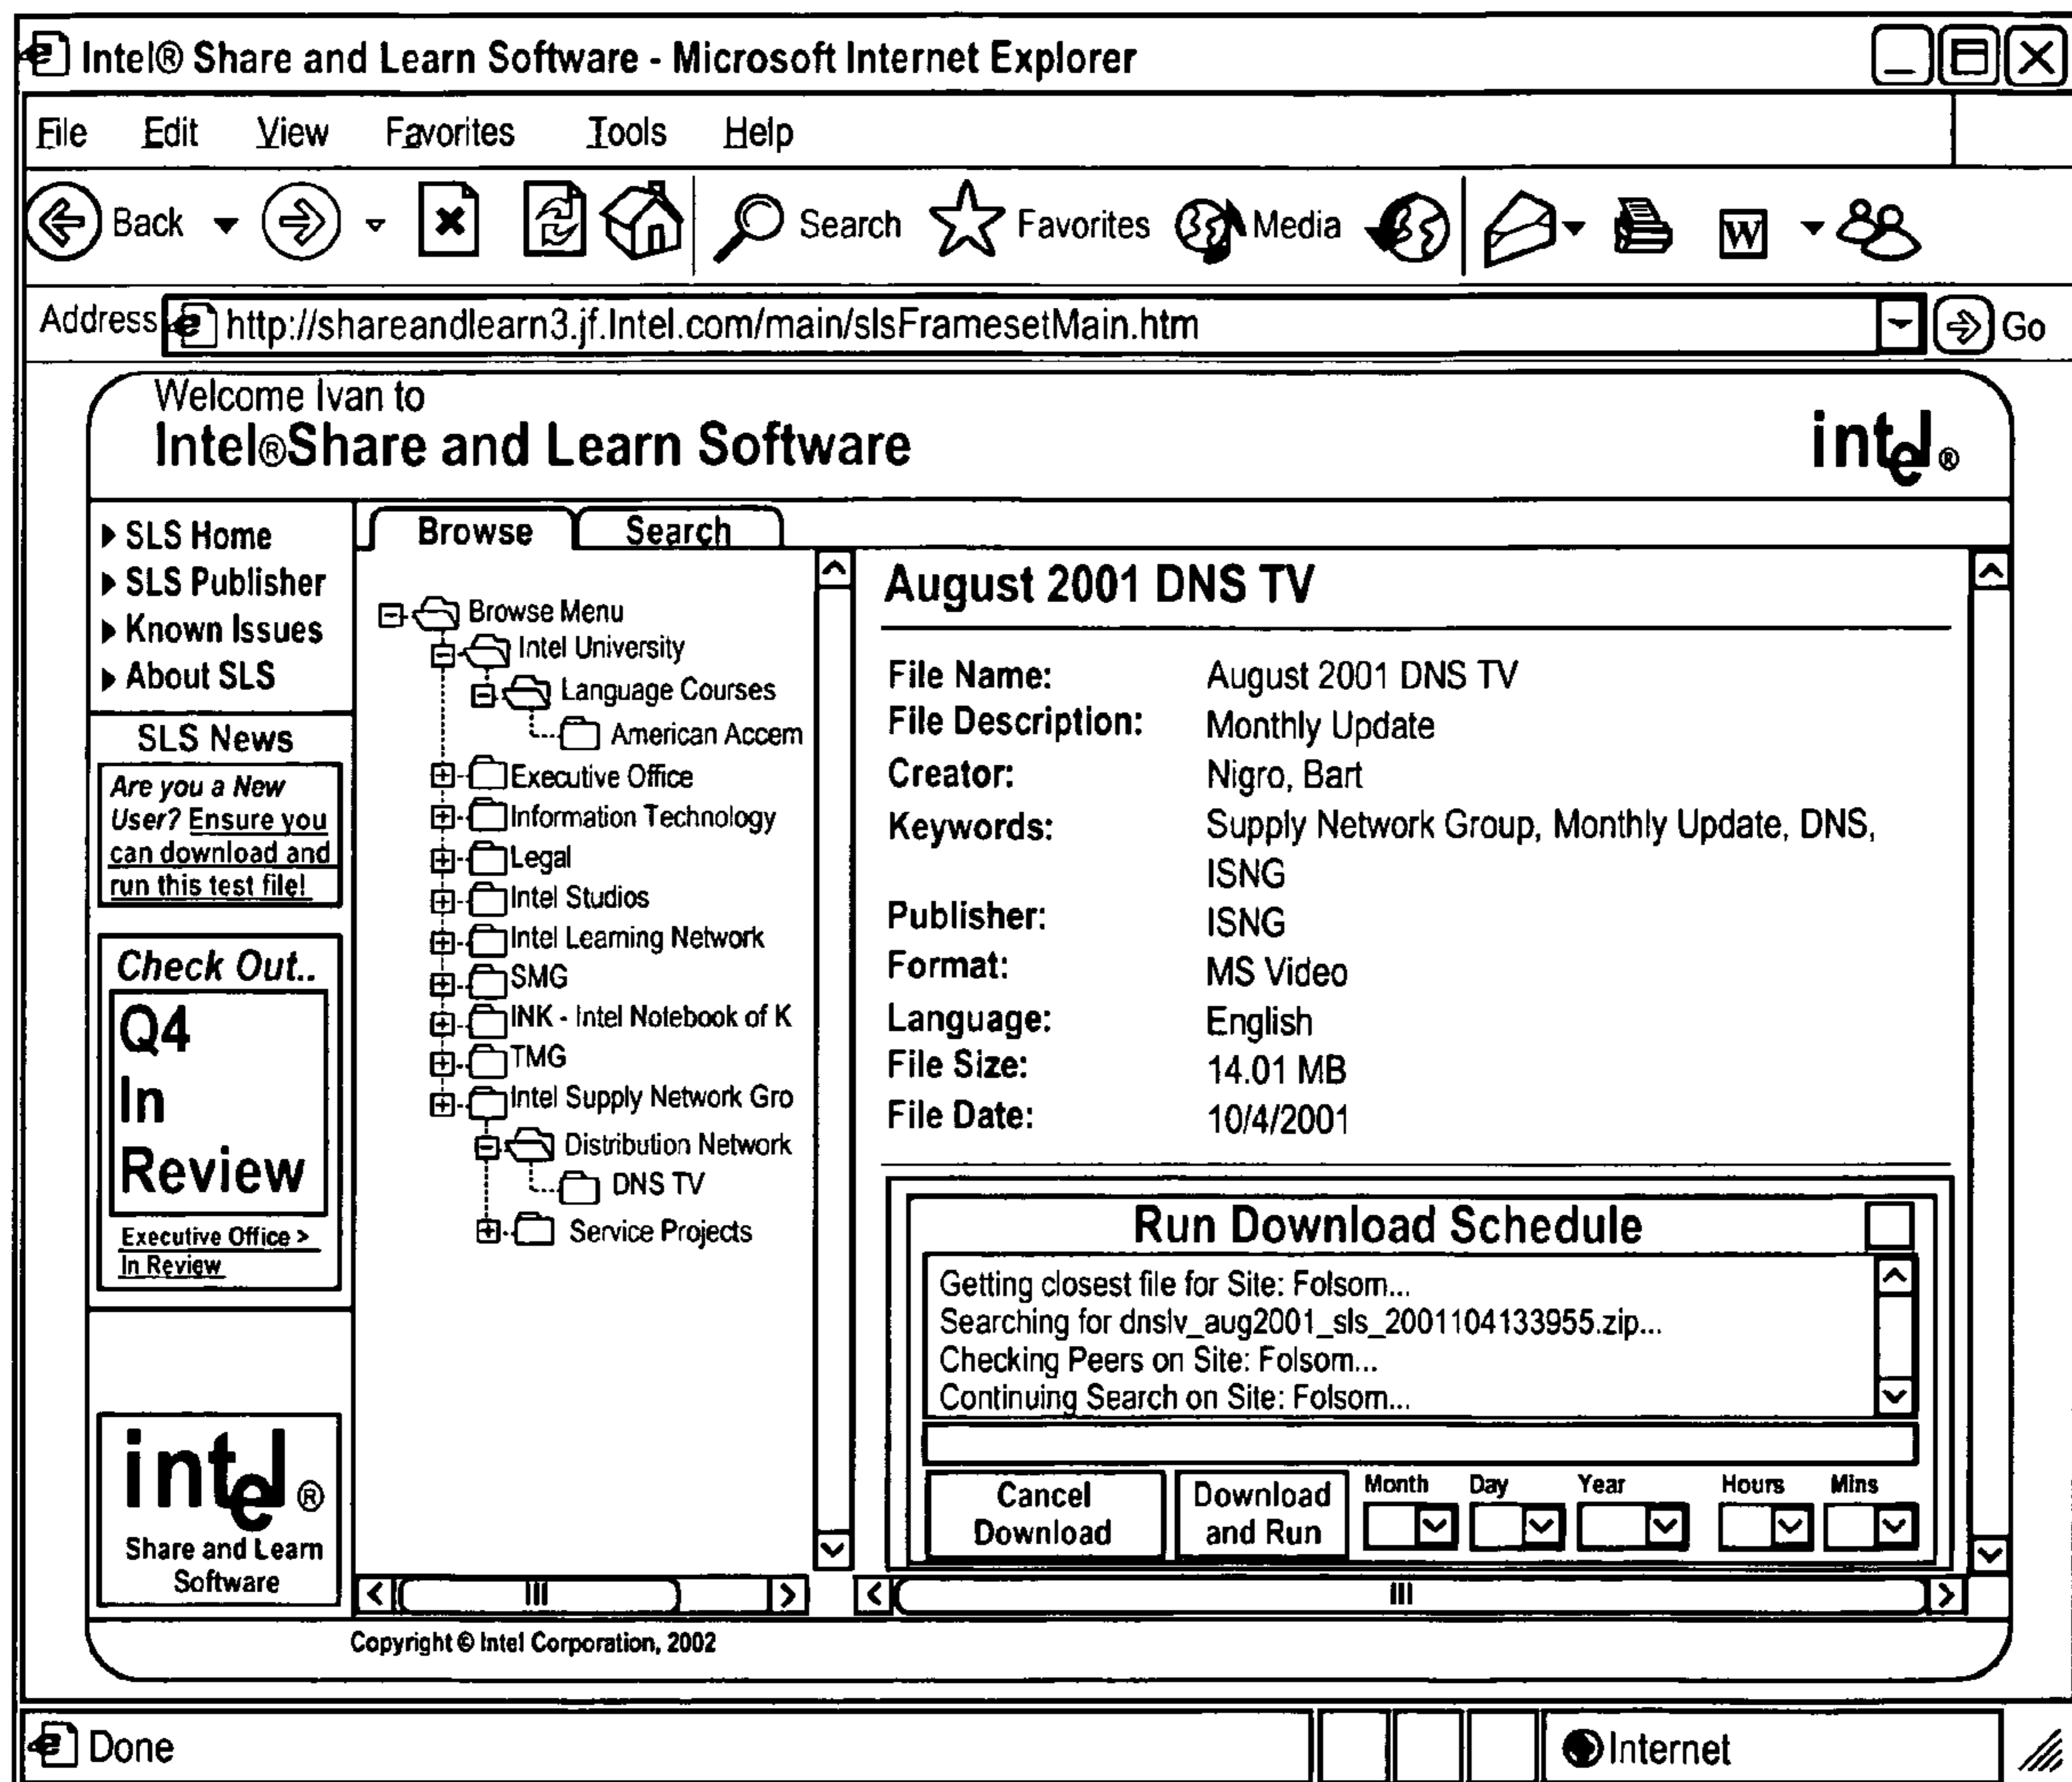 Intel® Share and Learn Software - Microsoft Internet Explorer
File Edit View Favorites Tools Help
Back Search Favorites Media W
Address http://shareandlearn3.jf.Intel.com/main/slsFramesetMain.htm Go
Welcome Ivan to
Intel®Share and Learn Software
intel®
SLS Home
SLS Publisher
Known Issues
About SLS
SLS News
Are you a New
User? Ensure you
can download and
run this test file!
Check Out..
Q4
In
Review
Executive Office >
In Review
intel®
Share and Learn
Software
Browse Search
Browse Menu
Intel University
Language Courses
American Accem
Executive Office
Information Technology
Legal
Intel Studios
Intel Learning Network
SMG
INK - Intel Notebook of K
TMG
Intel Supply Network Gro
Distribution Network
DNS TV
Service Projects
August 2001 DNS TV
File Name: August 2001 DNS TV
File Description: Monthly Update
Creator: Nigro, Bart
Keywords: Supply Network Group, Monthly Update, DNS,
ISNG
Publisher: ISNG
Format: MS Video
Language: English
File Size: 14.01 MB
File Date: 10/4/2001
Run Download Schedule
Getting closest file for Site: Folsom...
Searching for dnslv_aug2001_sls_2001104133955.zip...
Checking Peers on Site: Folsom...
Continuing Search on Site: Folsom...
Cancel
Download
Download
and Run
Month Day Year Hours Mins
Copyright © Intel Corporation, 2002
Done Internet